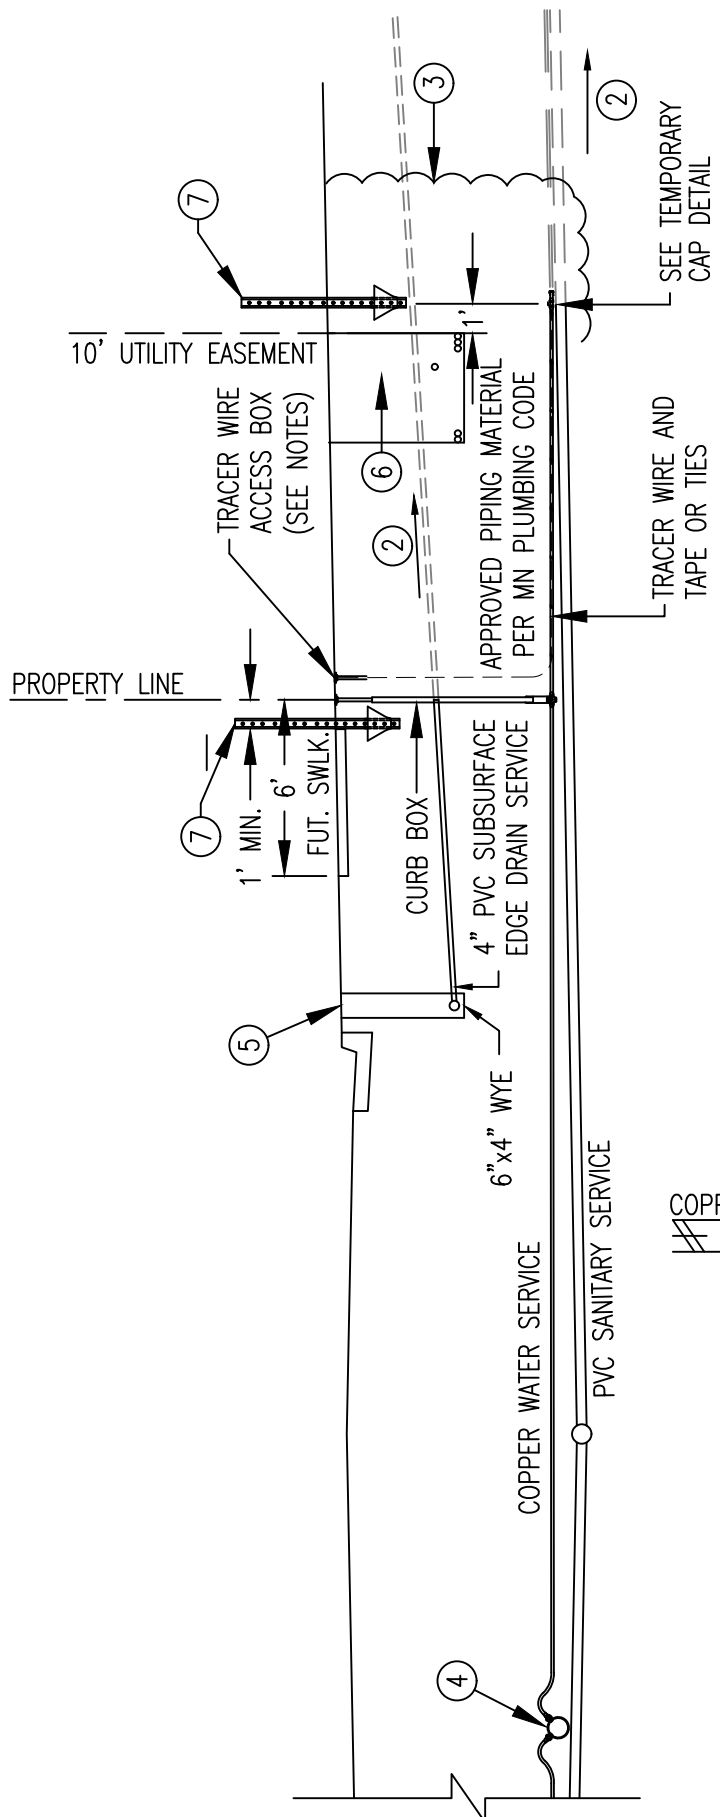 PROPERTY LINE
10' UTILITY EASEMENT
TRACER WIRE
ACCESS BOX
(SEE NOTES)
7
7
3
2
2
6
5
4
1' MIN.
6'
FUT. SWLK.
1'
CURB BOX
4" PVC SUBSURFACE
EDGE DRAIN SERVICE
APPROVED PIPING MATERIAL
PER MN PLUMBING CODE
6"x4" WYE
SEE TEMPORARY
CAP DETAIL
TRACER WIRE AND
TAPE OR TIES
COPPER WATER SERVICE
PVC SANITARY SERVICE
COPP